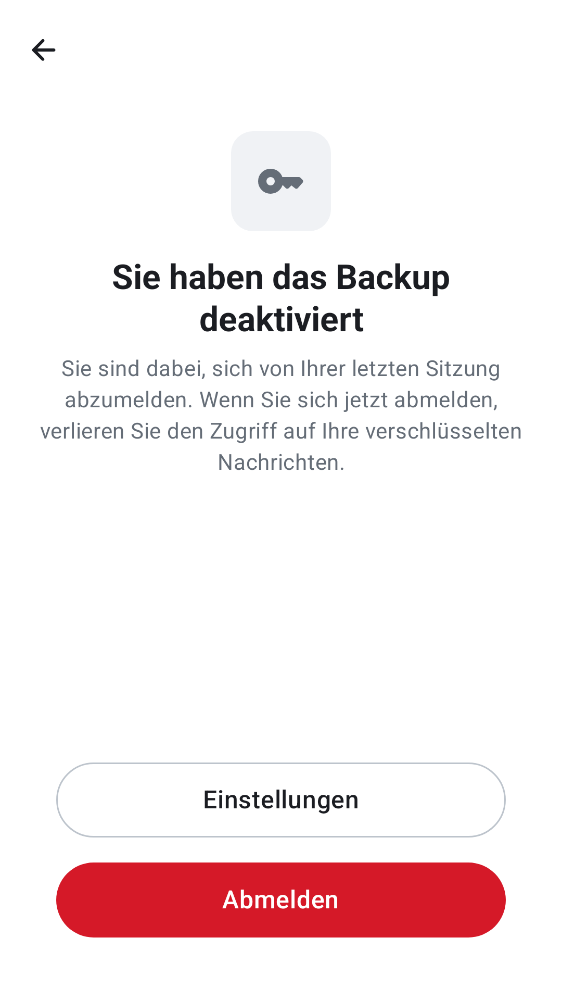 Sie haben das Backup
deaktiviert
Sie sind dabei, sich von Ihrer letzten Sitzung
abzumelden. Wenn Sie sich jetzt abmelden,
verlieren Sie den Zugriff auf Ihre verschlüsselten
Nachrichten.
Einstellungen
Abmelden